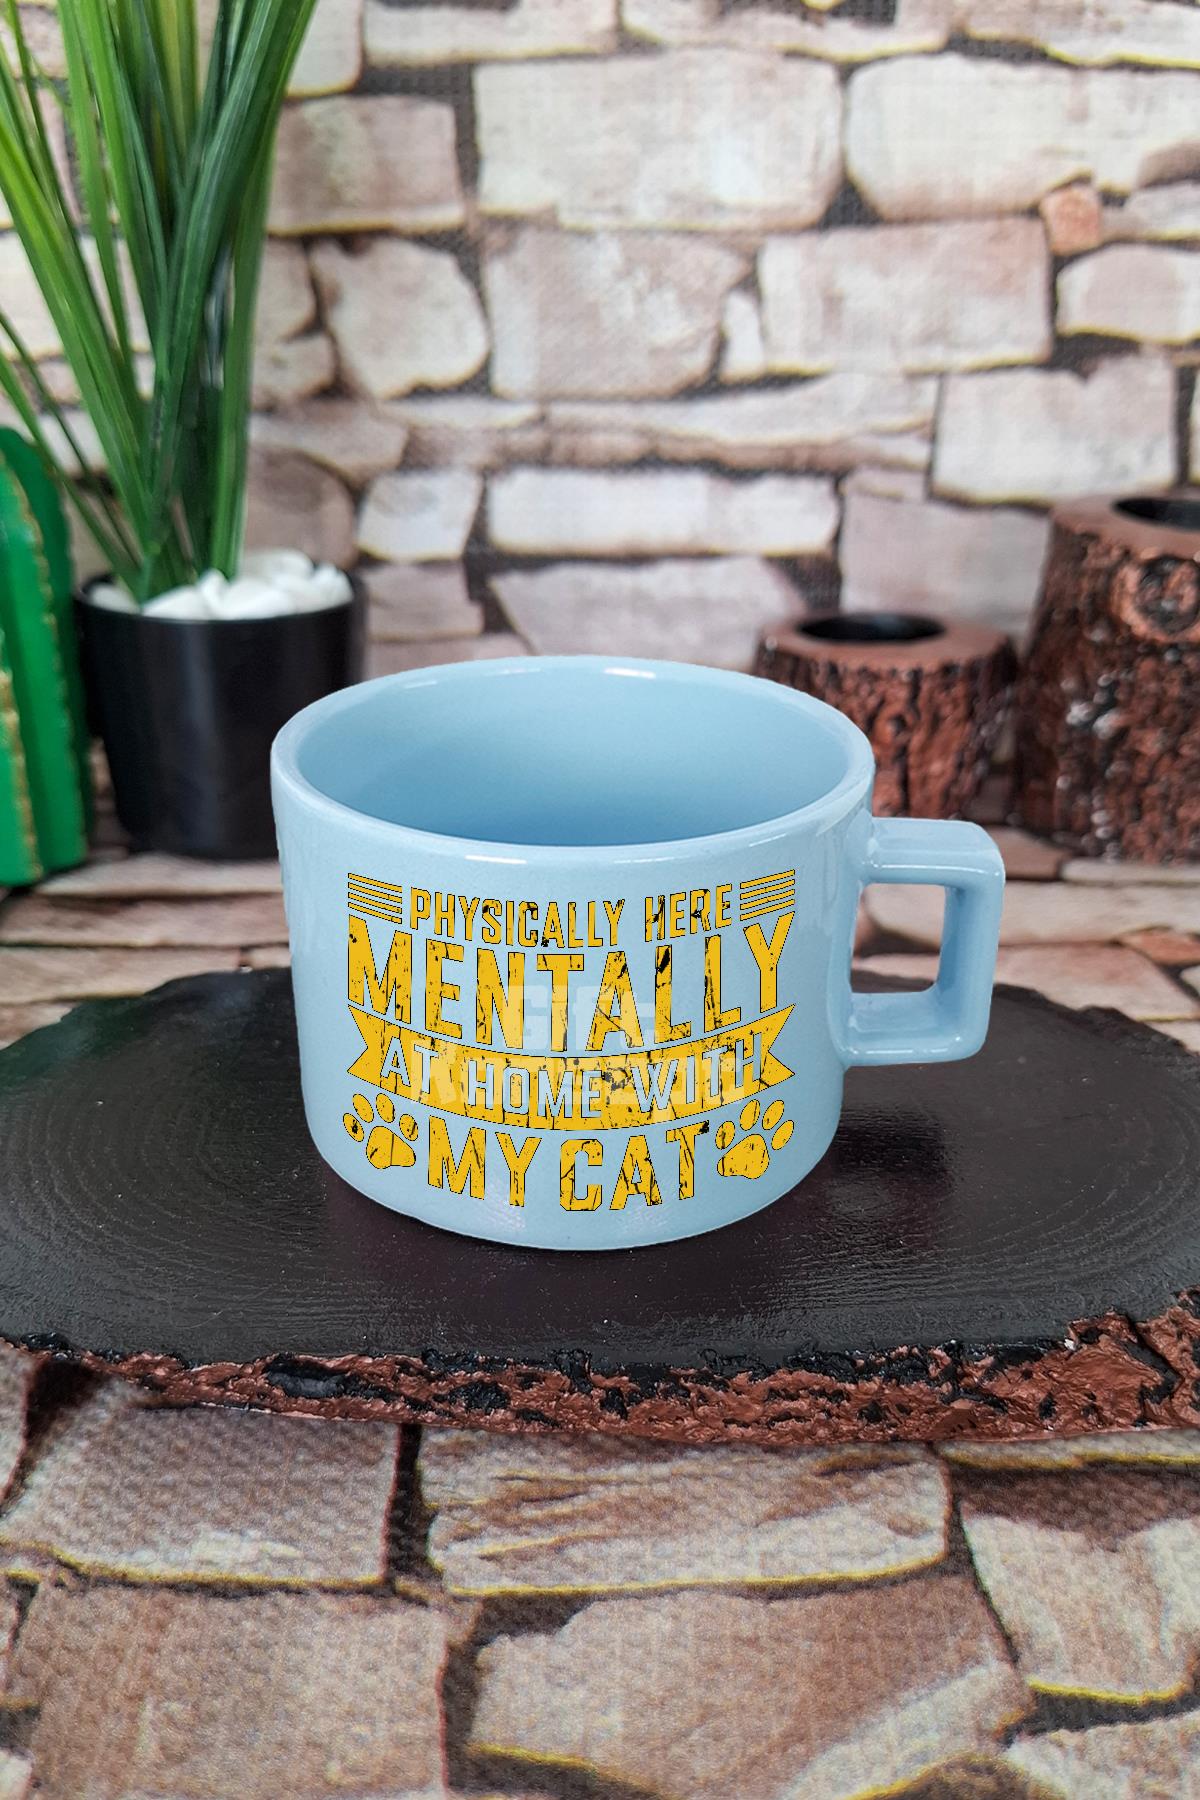 PHYSICALLY HERE
MENTALLY
AT HOME WITH
MY CAT